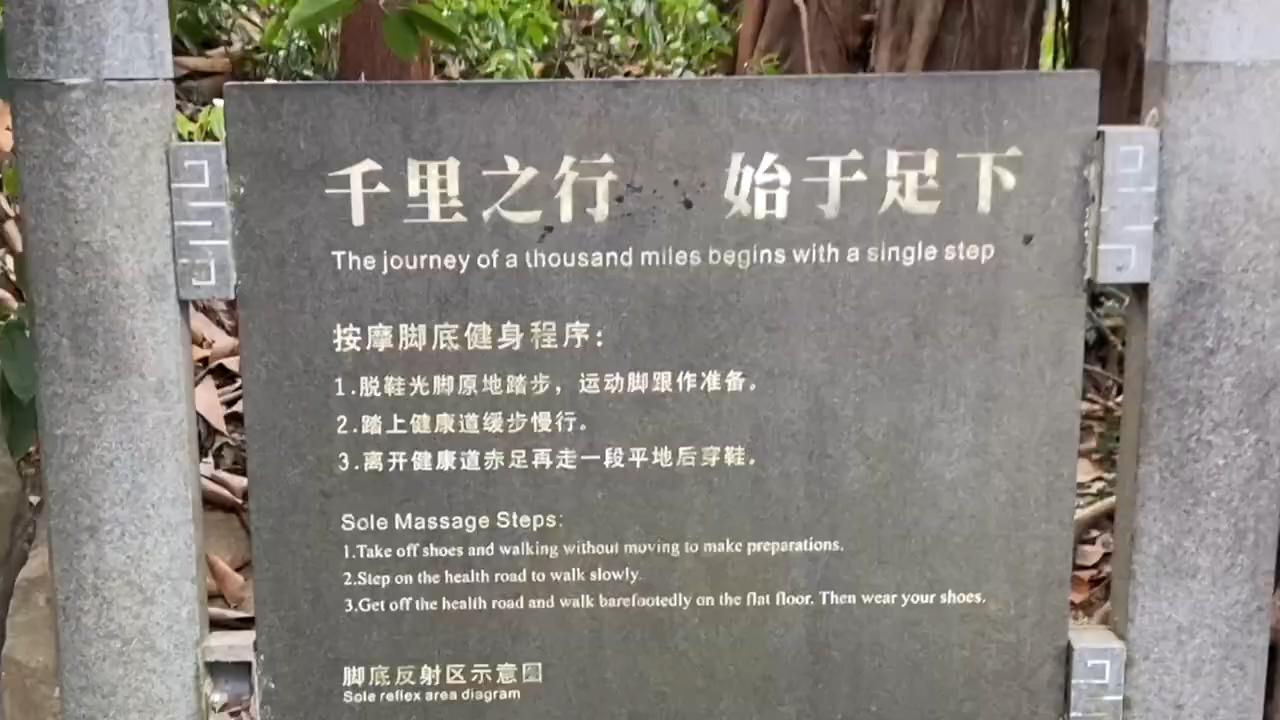 千里之行 始于足下
The journey of a thousand miles begins with a single step
按摩脚底健身程序:
1.脱鞋光脚原地踏步，运动脚跟作准备。
2.踏上健康道缓步慢行。
3.离开健康道赤足再走一段平地后穿鞋。
Sole Massage Steps:
1.Take off shoes and walking without moving to make preparations.
2.Step on the health road to walk slowly.
3.Get off the health road and walk barefootedly on the flat floor. Then wear your shoes.
脚底反射区示意图
Sole reflex area diagram